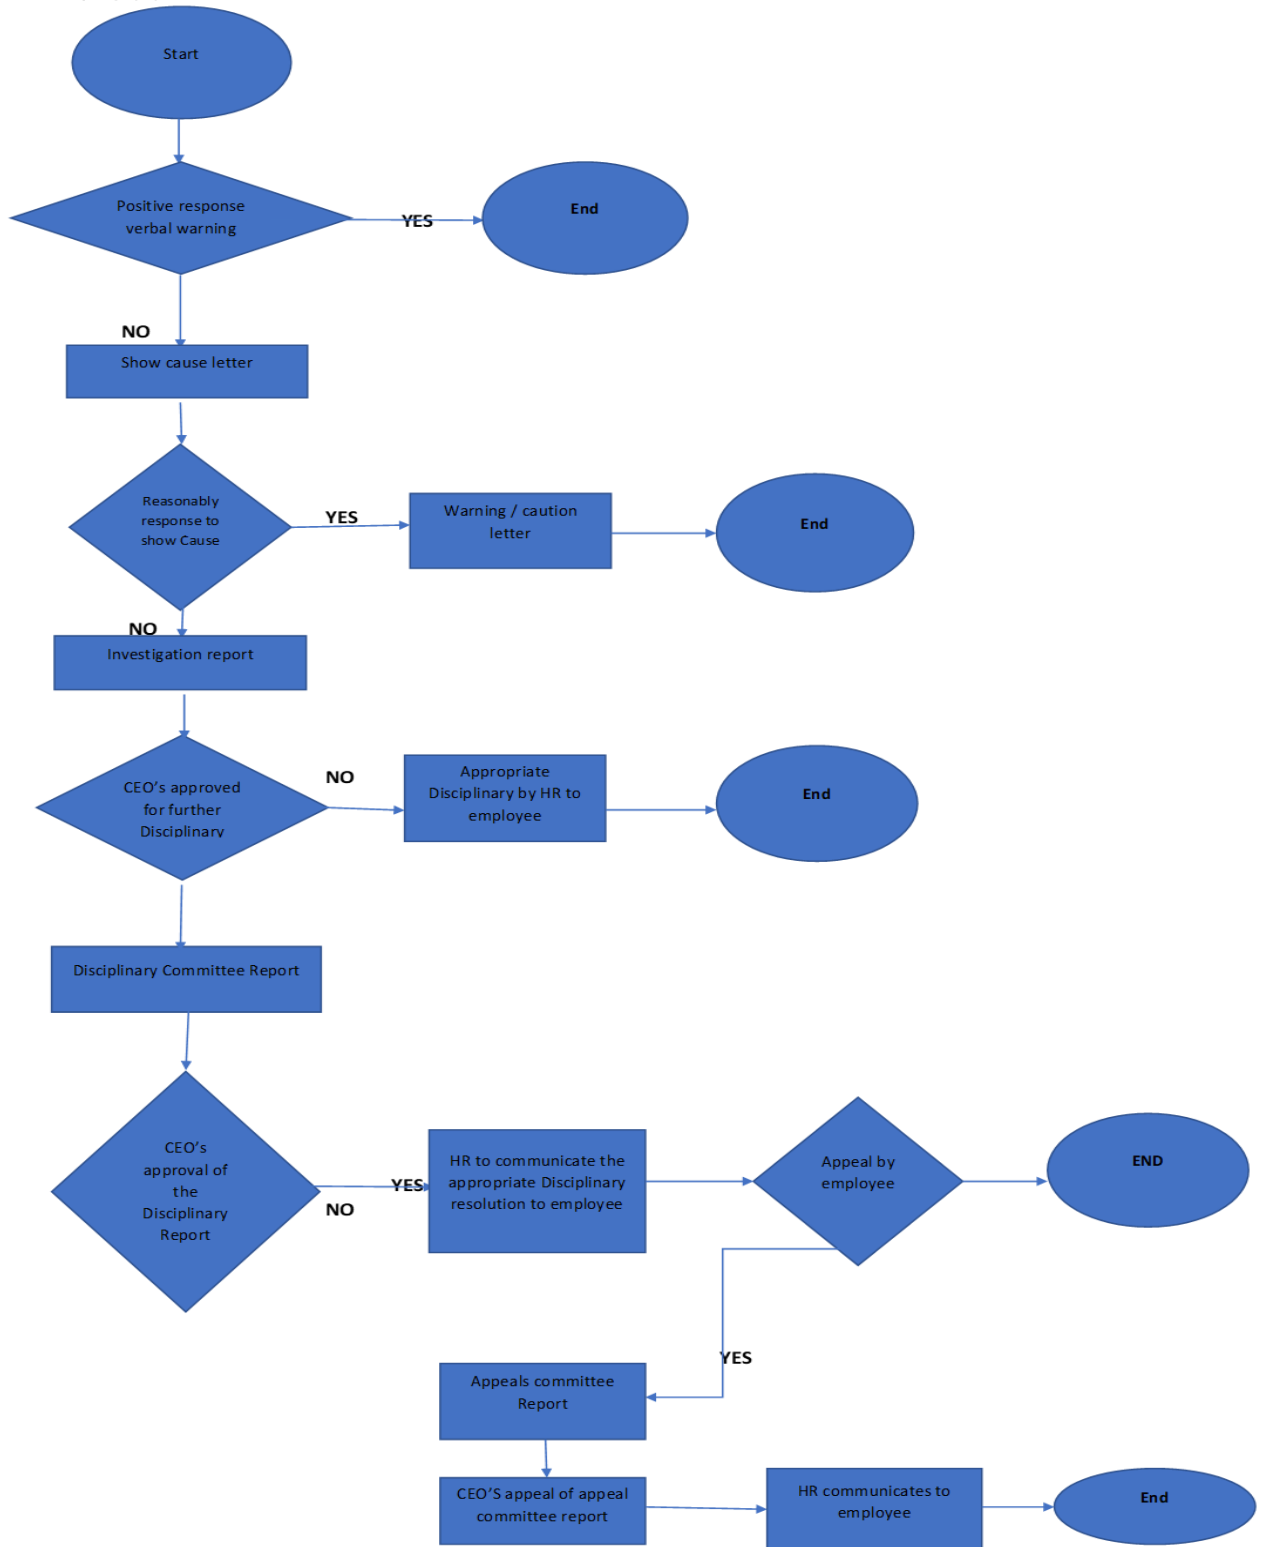 Start
Positive response
verbal warning
YES
End
NO
Show cause letter
Reasonably
response to
show Cause
YES
Warning / caution
letter
End
NO
Investigation report
CEO's approved
for further
Disciplinary
NO
Appropriate
Disciplinary by HR to
employee
End
Disciplinary Committee Report
CEO's
approval of
the
Disciplinary
Report
YES
NO
HR to communicate the
appropriate Disciplinary
resolution to employee
Appeal by
employee
END
YES
Appeals committee
Report
CEO'S appeal of appeal
committee report
HR communicates to
employee
End